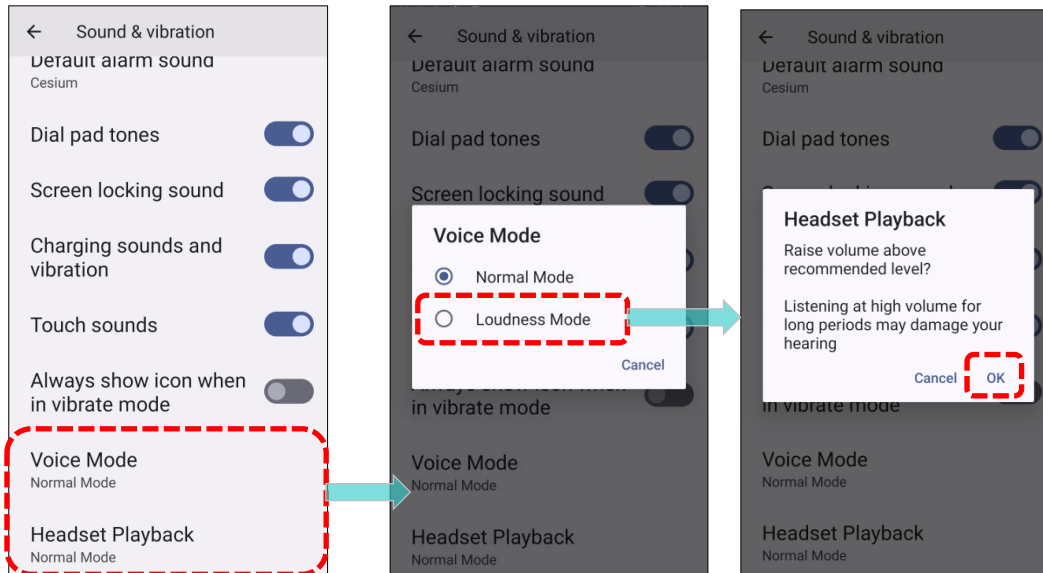 Sound & vibration
Default alarm sound
Cesium
Dial pad tones
Screen locking sound
Charging sounds and
vibration
Touch sounds
Always show icon when
in vibrate mode
Voice Mode
Normal Mode
Headset Playback
Normal Mode
Sound & vibration
Default alarm sound
Cesium
Dial pad tones
Screen locking sound
Voice Mode
Normal Mode
Loudness Mode
Cancel
Always show icon when
in vibrate mode
Voice Mode
Normal Mode
Headset Playback
Normal Mode
Sound & vibration
Default alarm sound
Cesium
Dial pad tones
Headset Playback
Raise volume above
recommended level?
Listening at high volume for
long periods may damage your
hearing
Cancel
OK
in vibrate mode
Voice Mode
Normal Mode
Headset Playback
Normal Mode